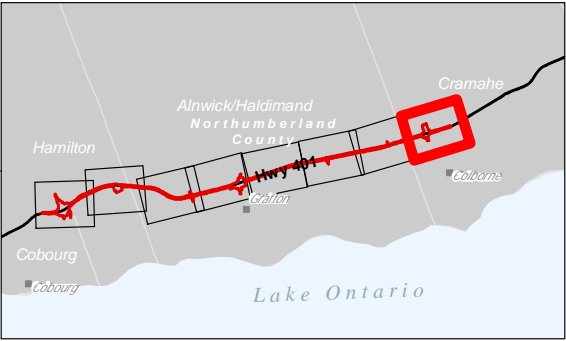 Cramahe
Alnwick/Haldimand
Northumberland
County
Hamilton
Hwy 401
Colborne
Grafton
Cobourg
Cobourg
Lake Ontario